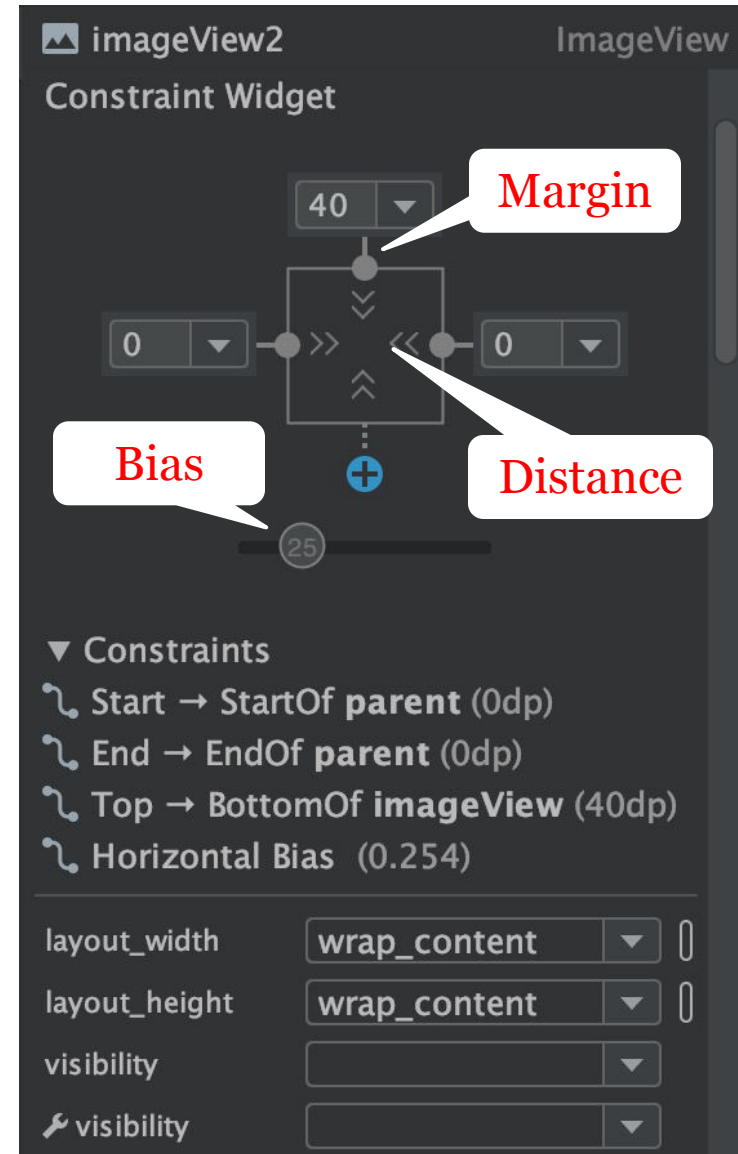 imageView2 ImageView
Constraint Widget
40
Margin
0
0
Bias
Distance
25
▼ Constraints
Start → StartOf parent (0dp)
End → EndOf parent (0dp)
Top → BottomOf imageView (40dp)
Horizontal Bias (0.254)
layout_width wrap_content
layout_height wrap_content
visibility
visibility